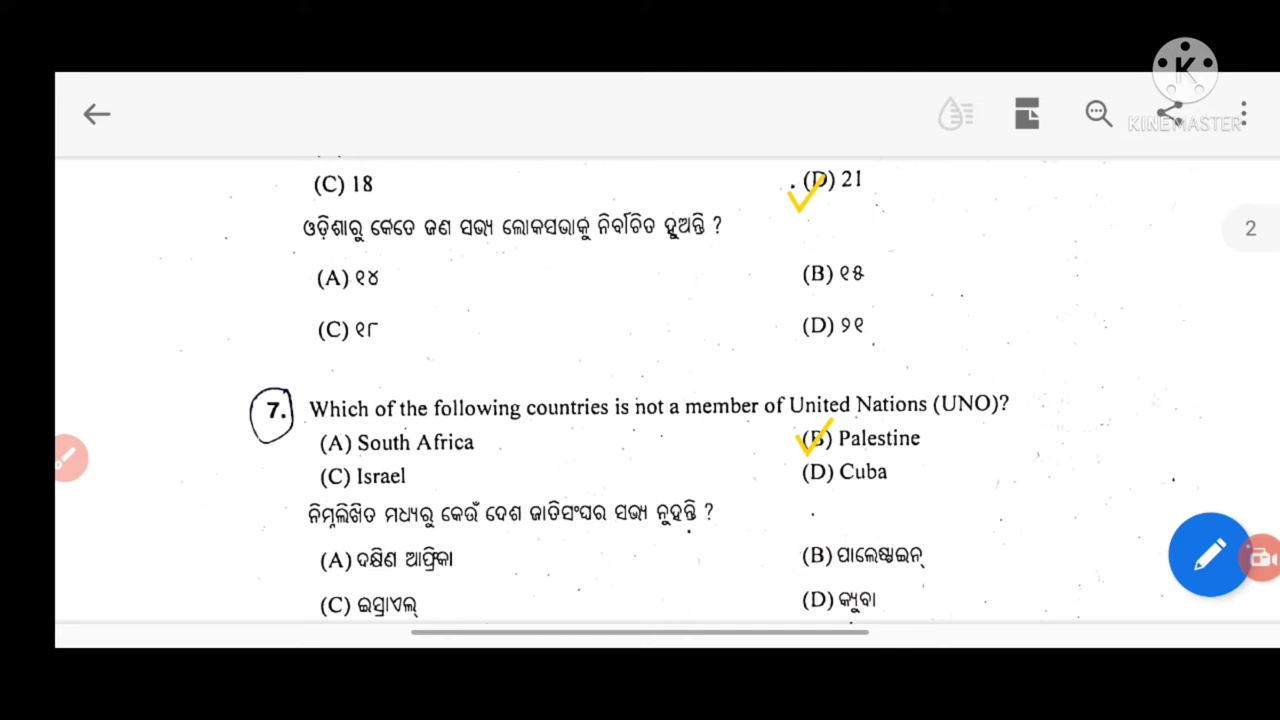 KINEMASTER
(C) 18 (D) 21
ଓଡ଼ିଶାରୁ କେତେ ଜଣ ସଭ୍ୟ ଲୋକସଭାକୁ ନିର୍ବାଚିତ ହୁଅନ୍ତି ?
2
(A) ୧୪ (B) ୧୫
(C) ୧୮ (D) ୨୧
7. Which of the following countries is not a member of United Nations (UNO)?
(A) South Africa (B) Palestine
(C) Israel (D) Cuba
ନିମ୍ନଲିଖିତ ମଧ୍ୟରୁ କେଉଁ ଦେଶ ଜାତିସଂଘର ସଭ୍ୟ ନୁହନ୍ତି ?
(A) ଦକ୍ଷିଣ ଆଫ୍ରିକା (B) ପାଲେଷ୍ଟାଇନ୍
(C) ଇସ୍ରାଏଲ୍ (D) କ୍ୟୁବା